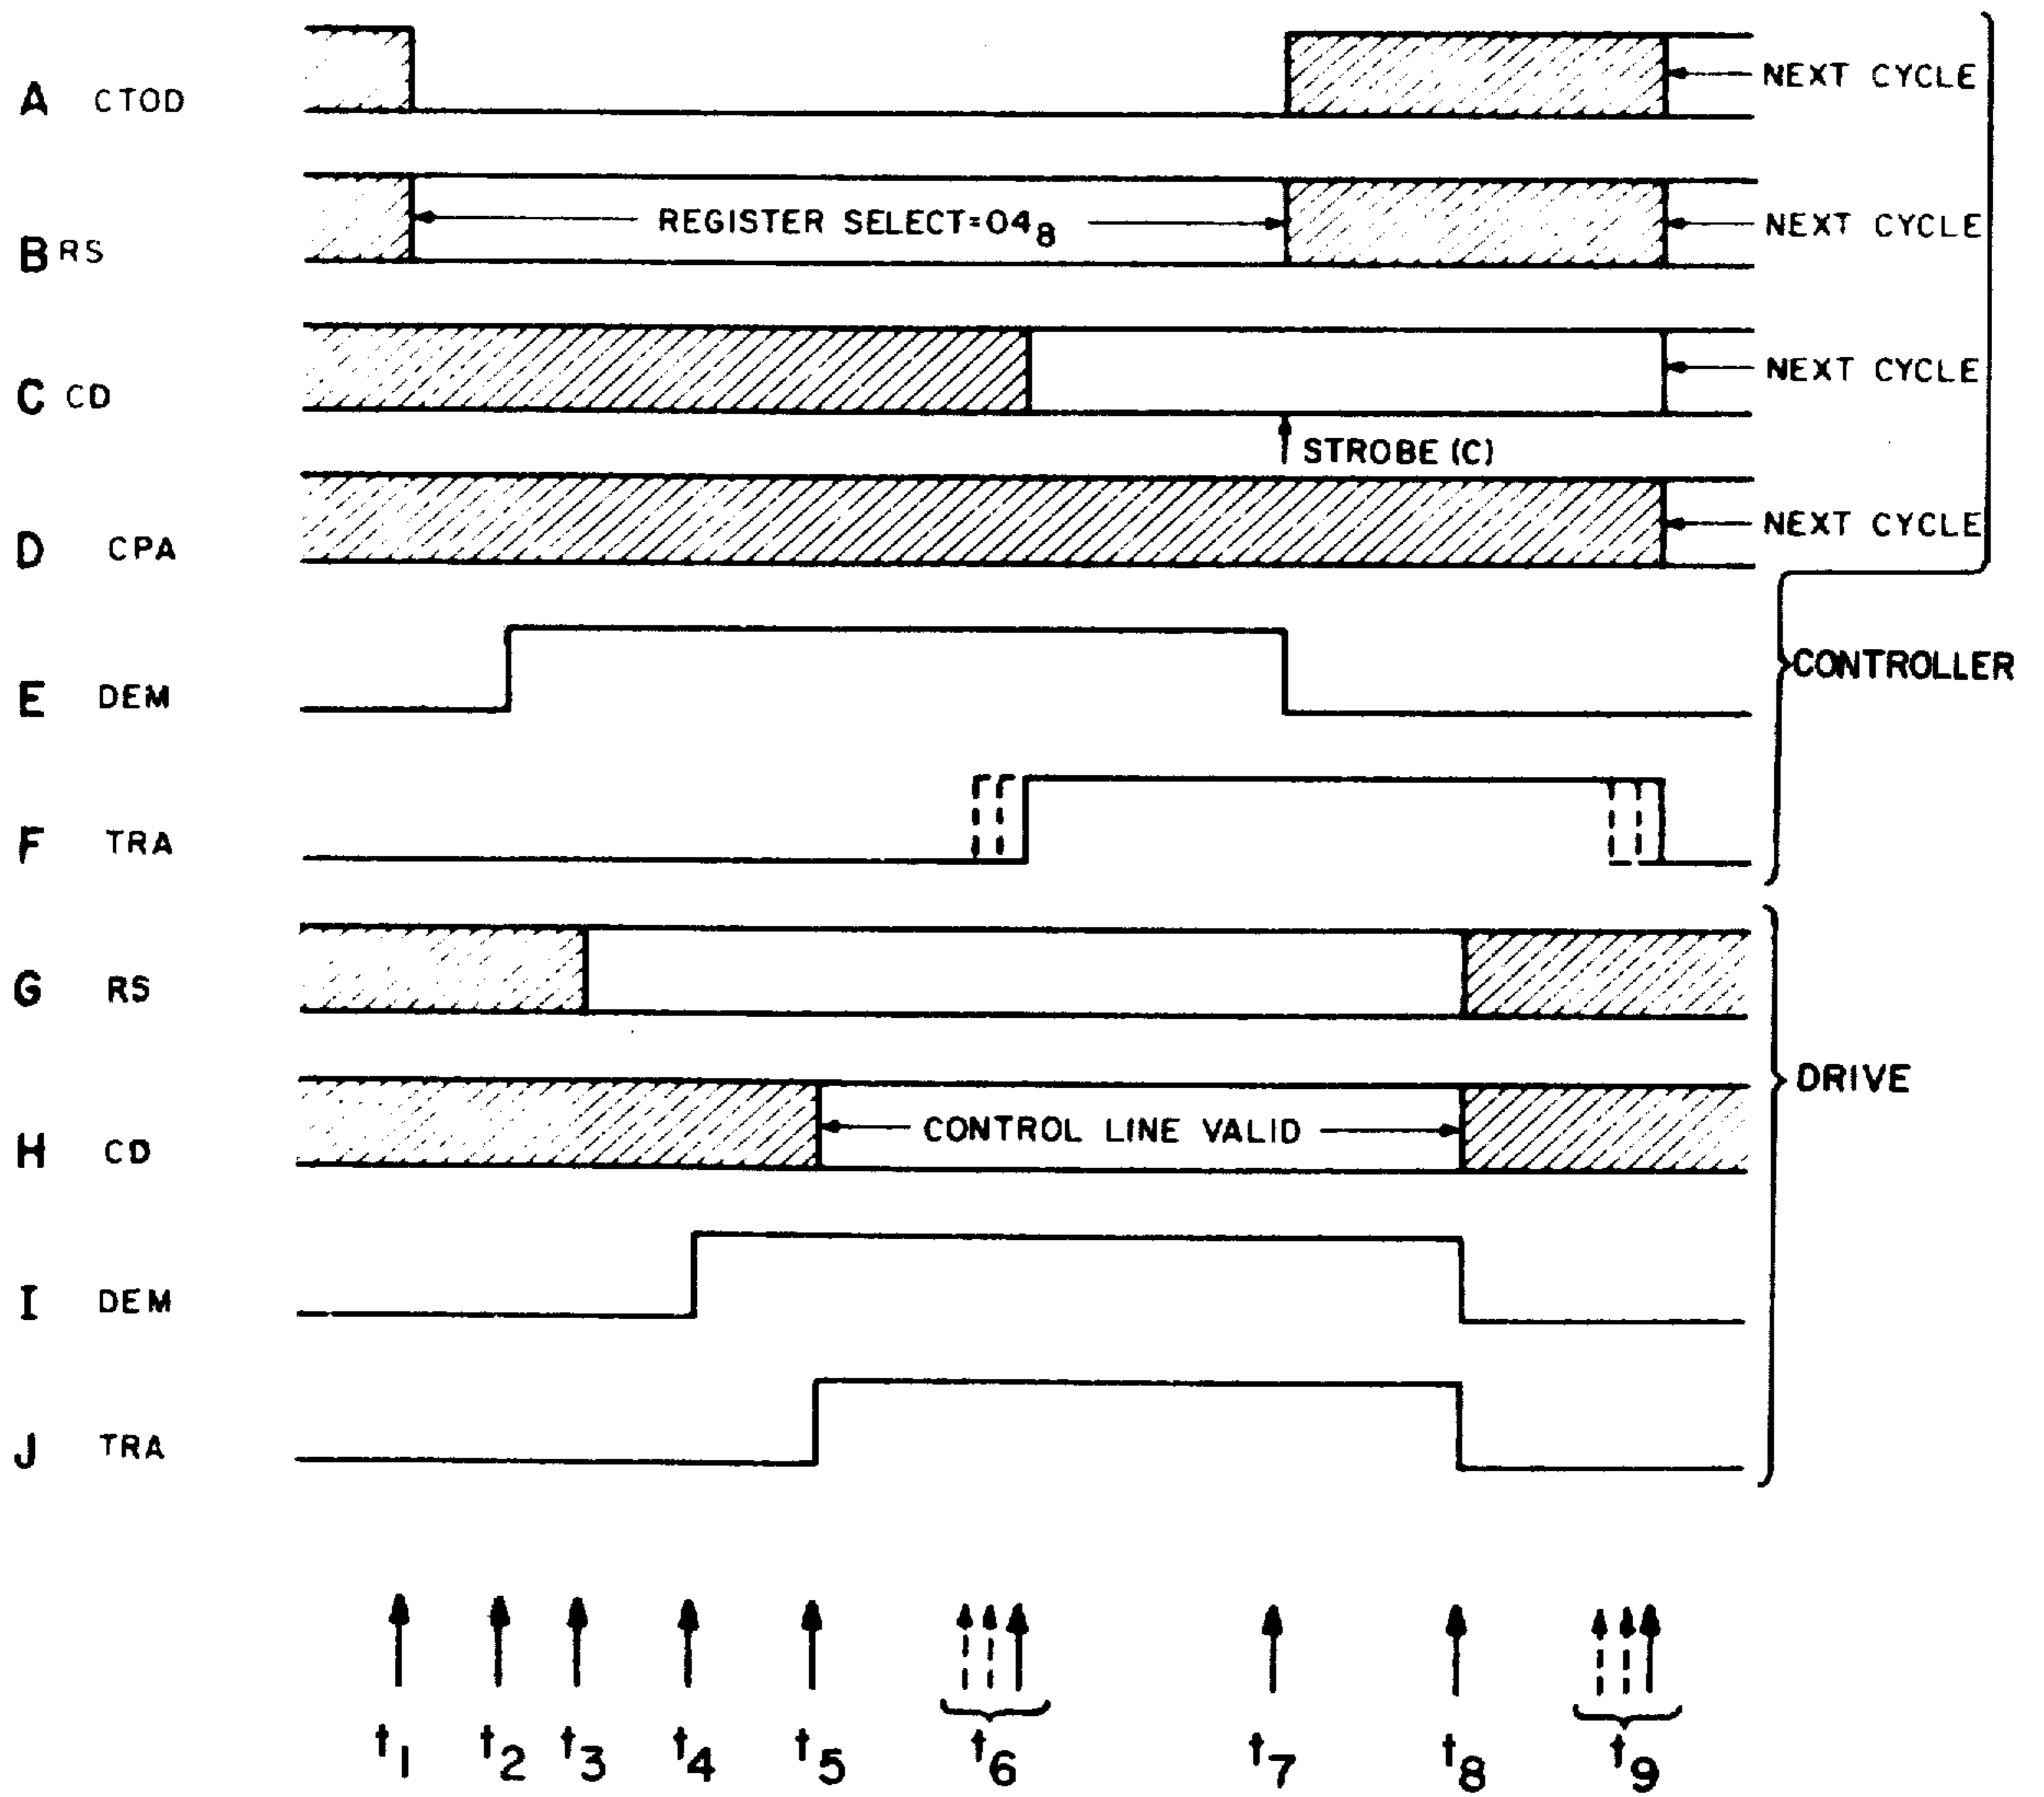 A CTOD
NEXT CYCLE
B RS
REGISTER SELECT=04₈
NEXT CYCLE
C CD
NEXT CYCLE
STROBE (C)
D CPA
NEXT CYCLE
E DEM
CONTROLLER
F TRA
G RS
H CD
CONTROL LINE VALID
DRIVE
I DEM
J TRA
t₁ t₂ t₃ t₄ t₅ t₆ t₇ t₈ t₉